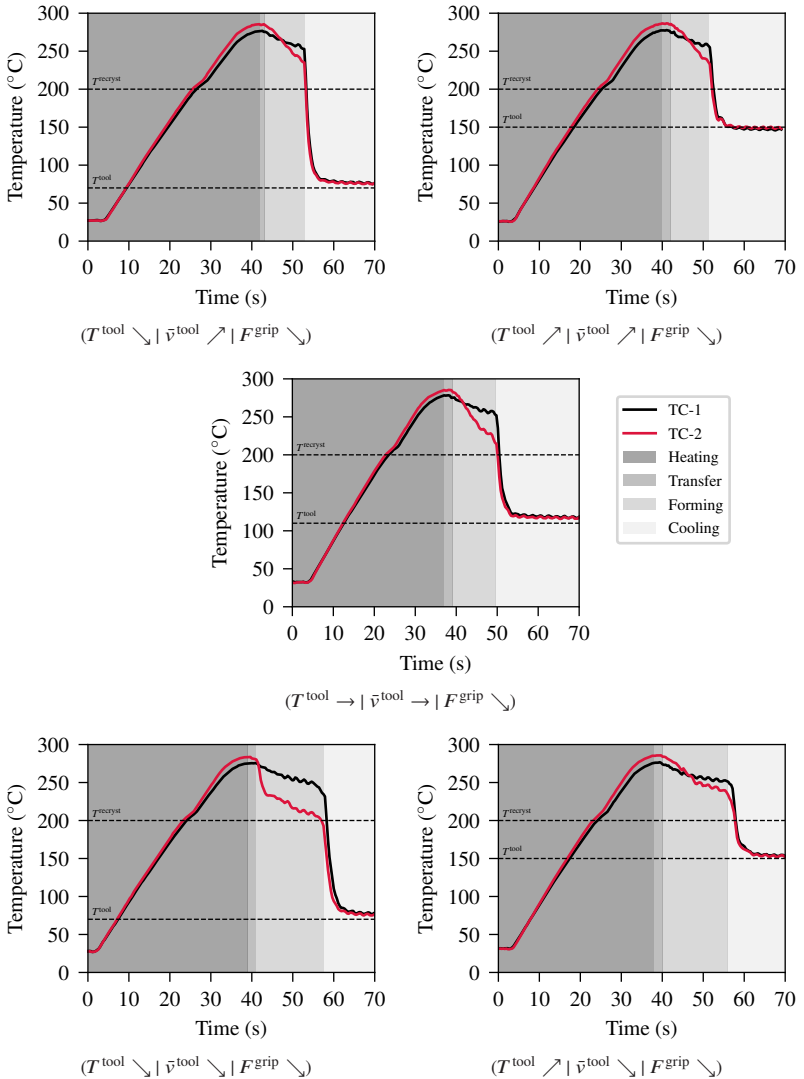 300
250
200
150
100
50
0
Temperature (°C)
T^recryst
T^tool
0 10 20 30 40 50 60 70
Time (s)
(T^tool ↘ | v̄^tool ↗ | F^grip ↘)
300
250
200
150
100
50
0
Temperature (°C)
T^recryst
T^tool
0 10 20 30 40 50 60 70
Time (s)
(T^tool ↗ | v̄^tool ↗ | F^grip ↘)
300
250
200
150
100
50
0
Temperature (°C)
T^recryst
T^tool
0 10 20 30 40 50 60 70
Time (s)
(T^tool → | v̄^tool → | F^grip ↘)
TC-1
TC-2
Heating
Transfer
Forming
Cooling
300
250
200
150
100
50
0
Temperature (°C)
T^recryst
T^tool
0 10 20 30 40 50 60 70
Time (s)
(T^tool ↘ | v̄^tool ↘ | F^grip ↘)
300
250
200
150
100
50
0
Temperature (°C)
T^recryst
T^tool
0 10 20 30 40 50 60 70
Time (s)
(T^tool ↗ | v̄^tool ↘ | F^grip ↘)